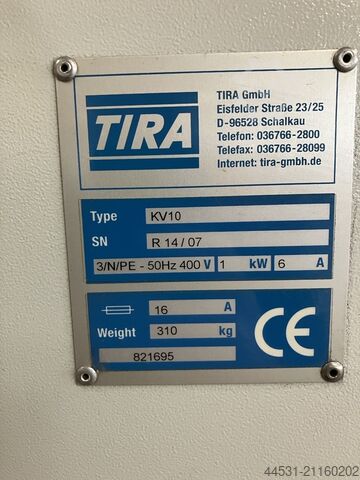 TIRA
TIRA GmbH
Eisfelder Straße 23/25
D-96528 Schalkau
Telefon: 036766-2800
Telefax: 036766-28099
Internet: tira-gmbh.de
Type KV10
SN R 14 / 07
3/N/PE - 50Hz 400 V 1 kW 6 A
16 A
Weight 310 kg
821695
CE
44531-21160202